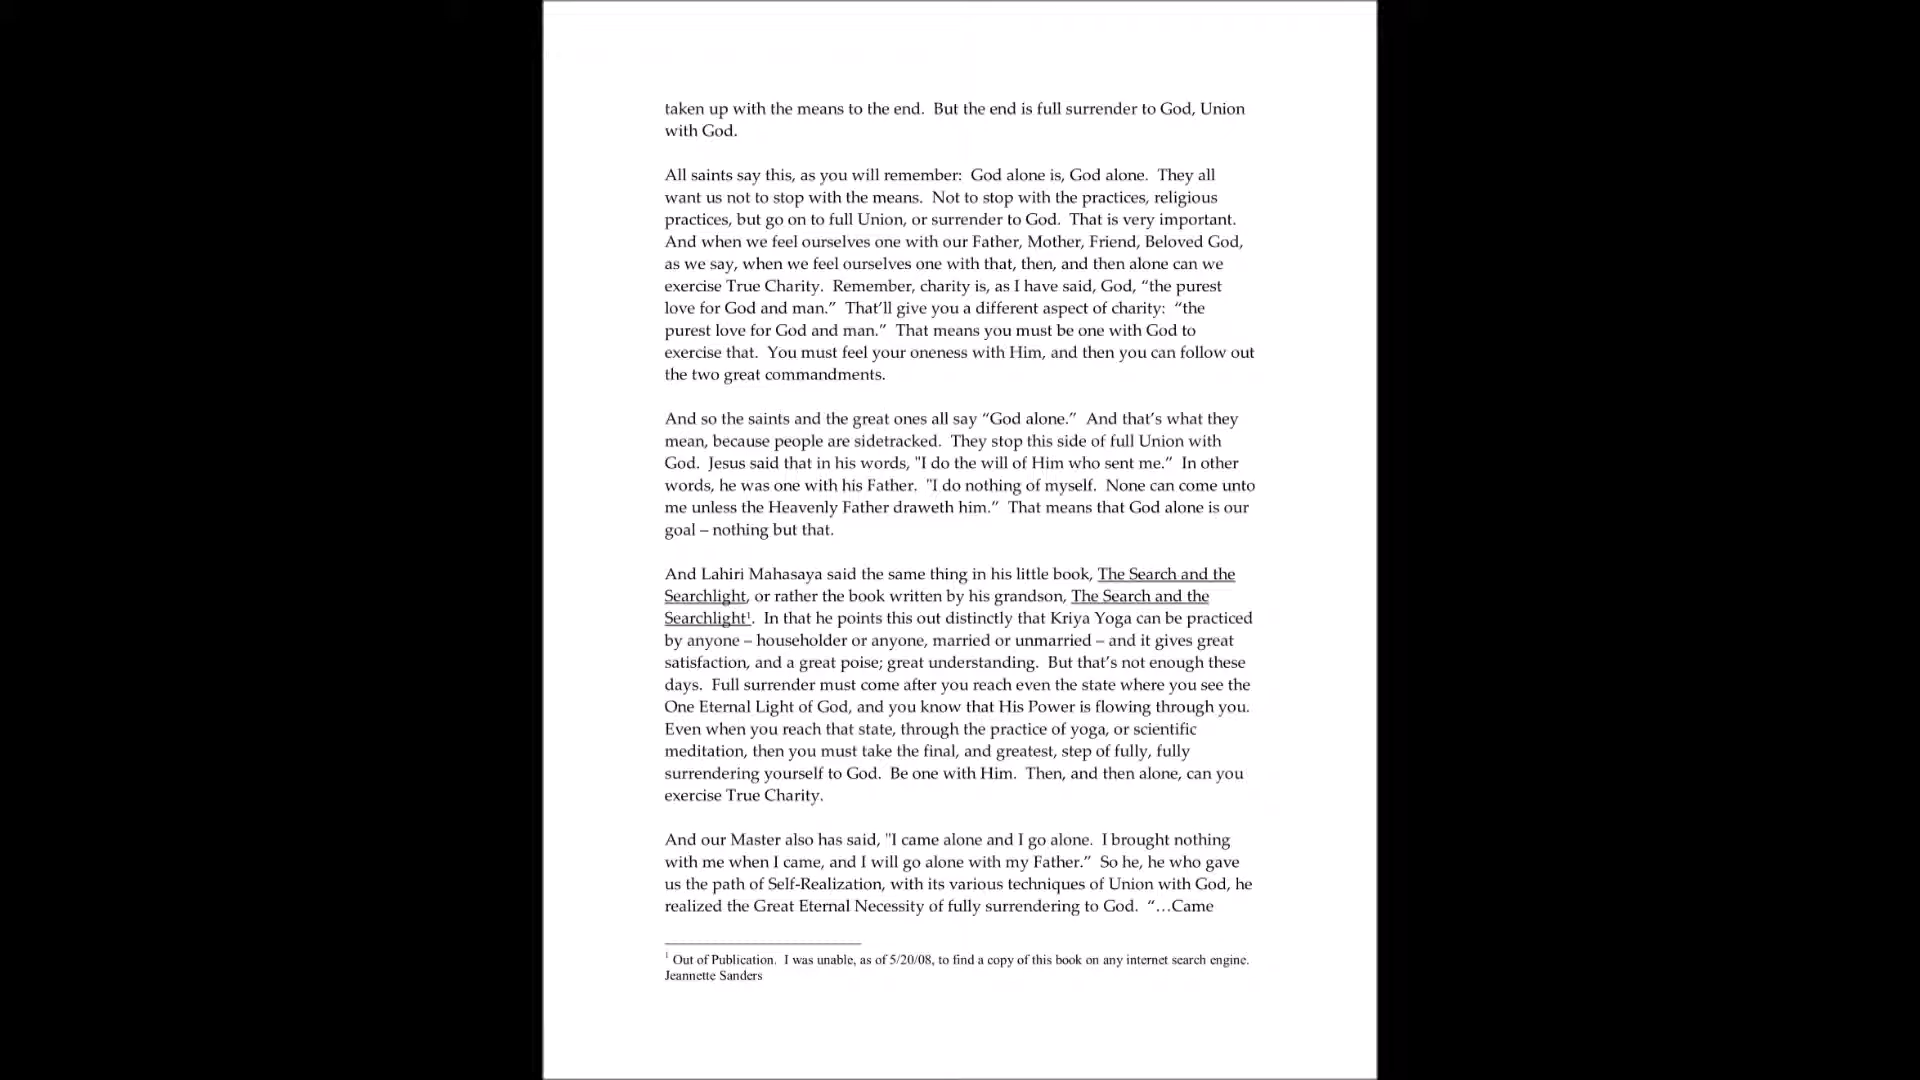 taken up with the means to the end.  But the end is full surrender to God, Union
with God.
All saints say this, as you will remember:  God alone is, God alone.  They all
want us not to stop with the means.  Not to stop with the practices, religious
practices, but go on to full Union, or surrender to God.  That is very important.
And when we feel ourselves one with our Father, Mother, Friend, Beloved God,
as we say, when we feel ourselves one with that, then, and then alone can we
exercise True Charity.  Remember, charity is, as I have said, God, “the purest
love for God and man.”  That’ll give you a different aspect of charity:  “the
purest love for God and man.”  That means you must be one with God to
exercise that.  You must feel your oneness with Him, and then you can follow out
the two great commandments.
And so the saints and the great ones all say “God alone.”  And that’s what they
mean, because people are sidetracked.  They stop this side of full Union with
God.  Jesus said that in his words, "I do the will of Him who sent me.”  In other
words, he was one with his Father.  "I do nothing of myself.  None can come unto
me unless the Heavenly Father draweth him.”  That means that God alone is our
goal – nothing but that.
And Lahiri Mahasaya said the same thing in his little book, The Search and the
Searchlight, or rather the book written by his grandson, The Search and the
Searchlight¹.  In that he points this out distinctly that Kriya Yoga can be practiced
by anyone – householder or anyone, married or unmarried – and it gives great
satisfaction, and a great poise; great understanding.  But that’s not enough these
days.  Full surrender must come after you reach even the state where you see the
One Eternal Light of God, and you know that His Power is flowing through you.
Even when you reach that state, through the practice of yoga, or scientific
meditation, then you must take the final, and greatest, step of fully, fully
surrendering yourself to God.  Be one with Him.  Then, and then alone, can you
exercise True Charity.
And our Master also has said, "I came alone and I go alone.  I brought nothing
with me when I came, and I will go alone with my Father.”  So he, he who gave
us the path of Self-Realization, with its various techniques of Union with God, he
realized the Great Eternal Necessity of fully surrendering to God.  “…Came
¹ Out of Publication.  I was unable, as of 5/20/08, to find a copy of this book on any internet search engine.
Jeannette Sanders